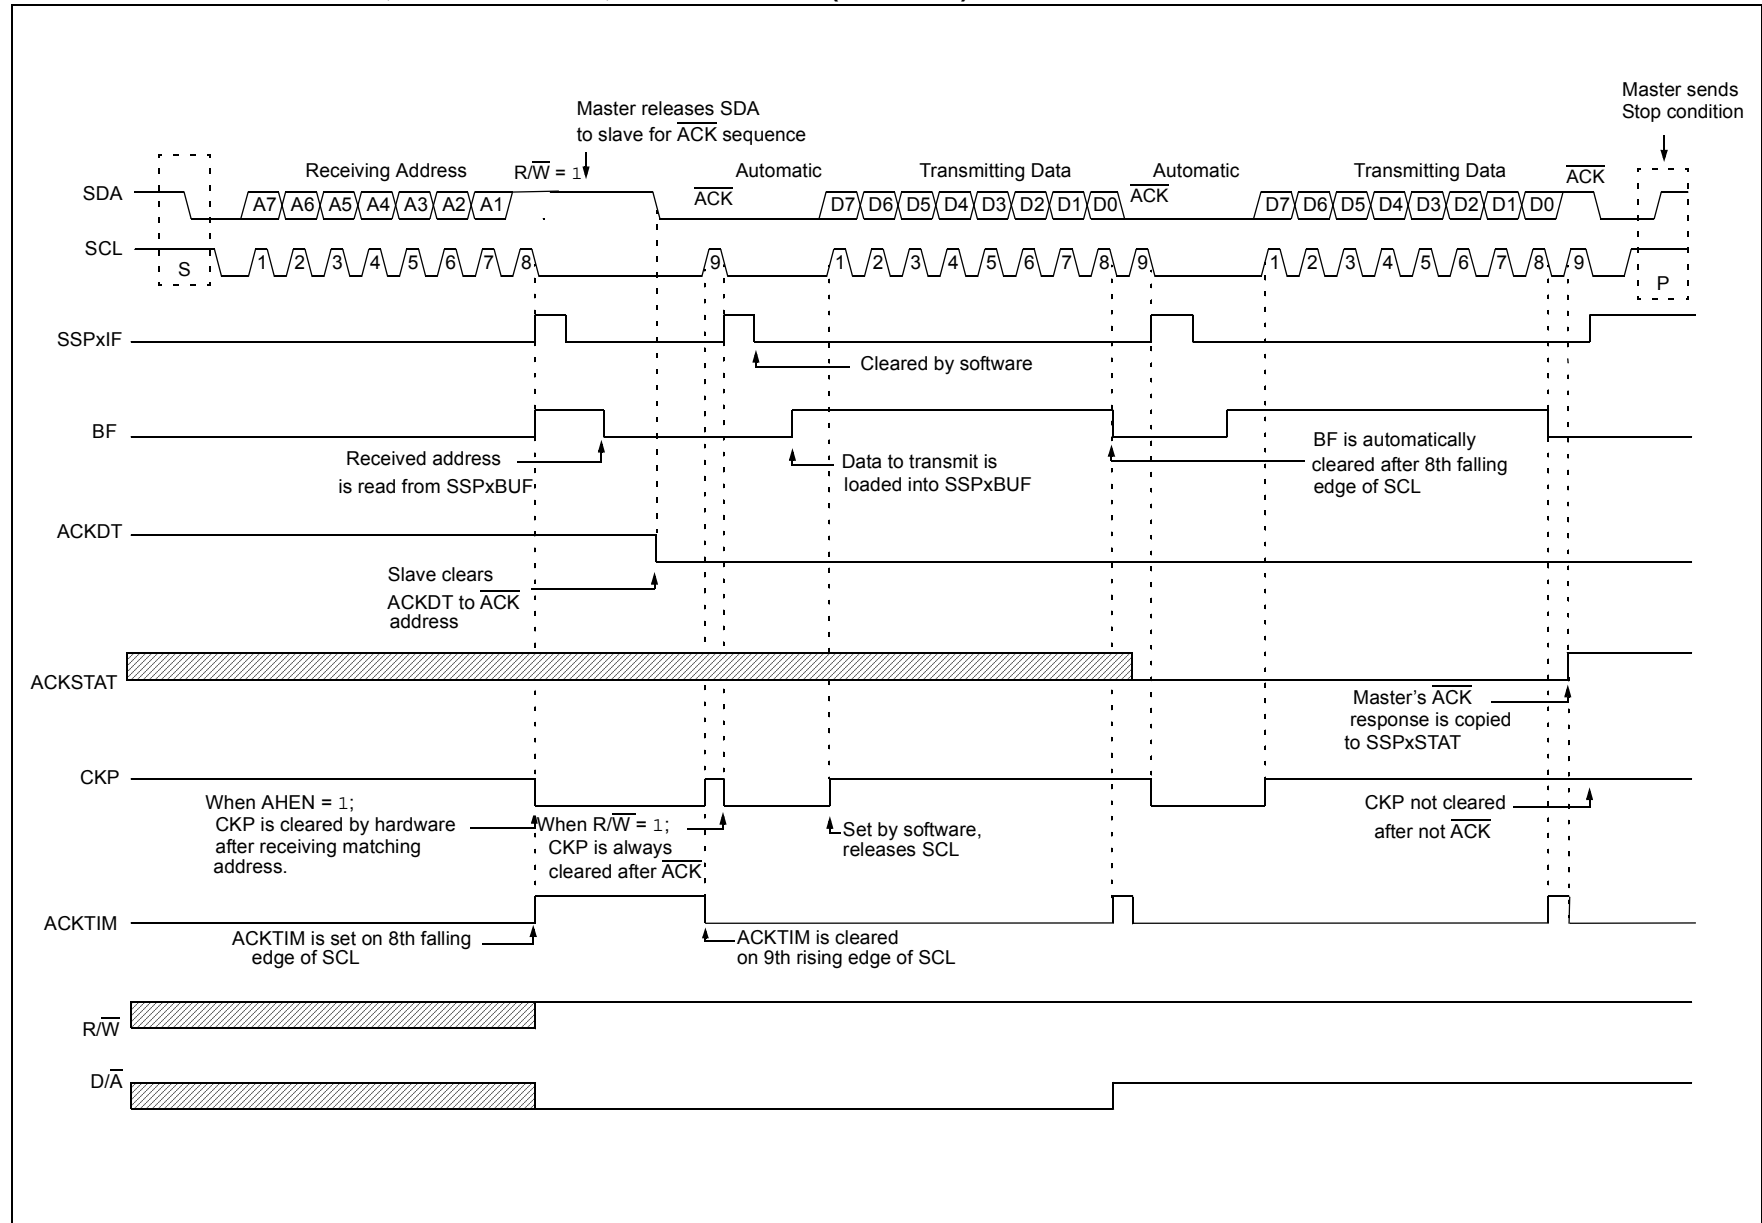 Master sends
Stop condition
Master releases SDA
to slave for ACK sequence
Receiving Address
R/W = 1
Automatic
Transmitting Data
Automatic
Transmitting Data
ACK
SDA
A7 A6 A5 A4 A3 A2 A1
ACK
D7 D6 D5 D4 D3 D2 D1 D0
ACK
D7 D6 D5 D4 D3 D2 D1 D0
SCL
S
1 2 3 4 5 6 7 8 9
1 2 3 4 5 6 7 8 9
1 2 3 4 5 6 7 8 9
P
SSPxIF
Cleared by software
BF
Received address
is read from SSPxBUF
Data to transmit is
loaded into SSPxBUF
BF is automatically
cleared after 8th falling
edge of SCL
ACKDT
Slave clears
ACKDT to ACK
address
ACKSTAT
Master's ACK
response is copied
to SSPxSTAT
CKP
When AHEN = 1;
CKP is cleared by hardware
after receiving matching
address.
When R/W = 1;
CKP is always
cleared after ACK
Set by software,
releases SCL
CKP not cleared
after not ACK
ACKTIM
ACKTIM is set on 8th falling
edge of SCL
ACKTIM is cleared
on 9th rising edge of SCL
R/W
D/A